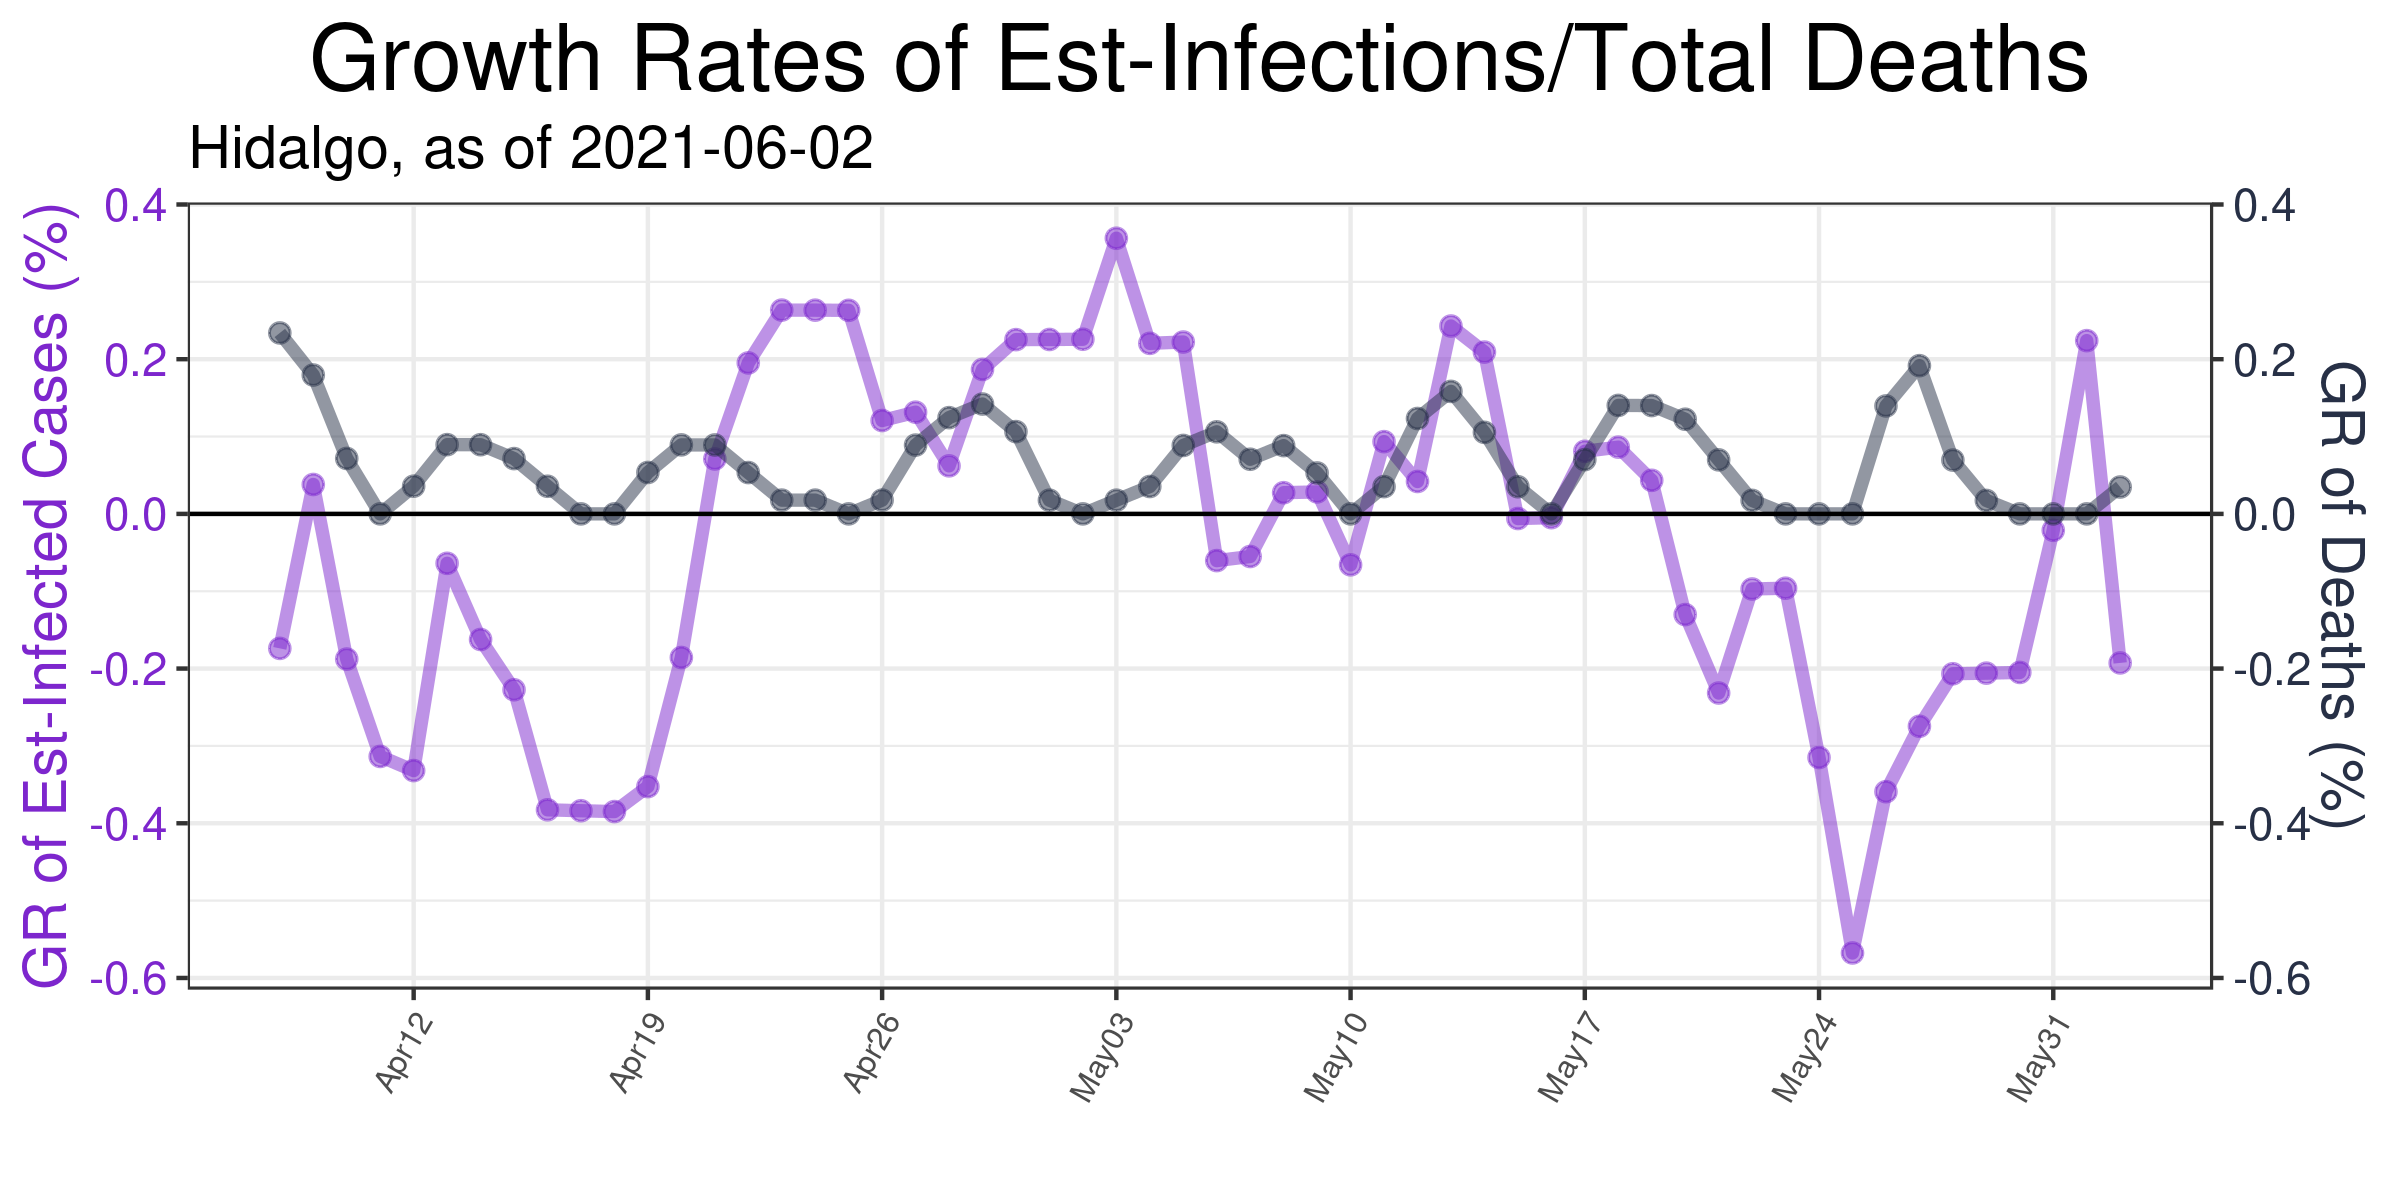 Growth Rates of Est-Infections/Total Deaths
Hidalgo, as of 2021-06-02
GR of Est-Infected Cases (%)
0.4
0.2
0.0
-0.2
-0.4
-0.6
0.4
0.2
0.0
-0.2
-0.4
-0.6
GR of Deaths (%)
Apr12
Apr19
Apr26
May03
May10
May17
May24
May31